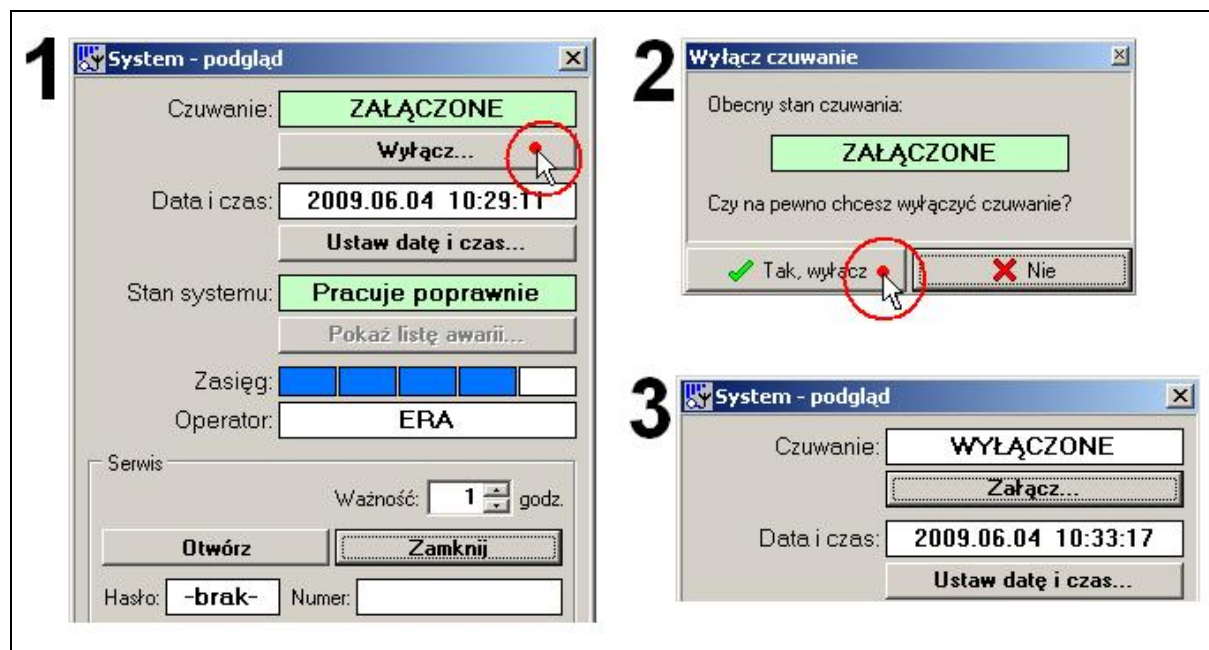 1
System - podgląd
Czuwanie: ZAŁĄCZONE
Wyłącz...
Data i czas: 2009.06.04 10:29:11
Ustaw datę i czas...
Stan systemu: Pracuje poprawnie
Pokaż listę awarii...
Zasięg:
Operator: ERA
Serwis
Ważność: 1 godz.
Otwórz Zamknij
Hasło: -brak- Numer:
2
Wyłącz czuwanie
Obecny stan czuwania:
ZAŁĄCZONE
Czy na pewno chcesz wyłączyć czuwanie?
Tak, wyłącz Nie
3
System - podgląd
Czuwanie: WYŁĄCZONE
Załącz...
Data i czas: 2009.06.04 10:33:17
Ustaw datę i czas...